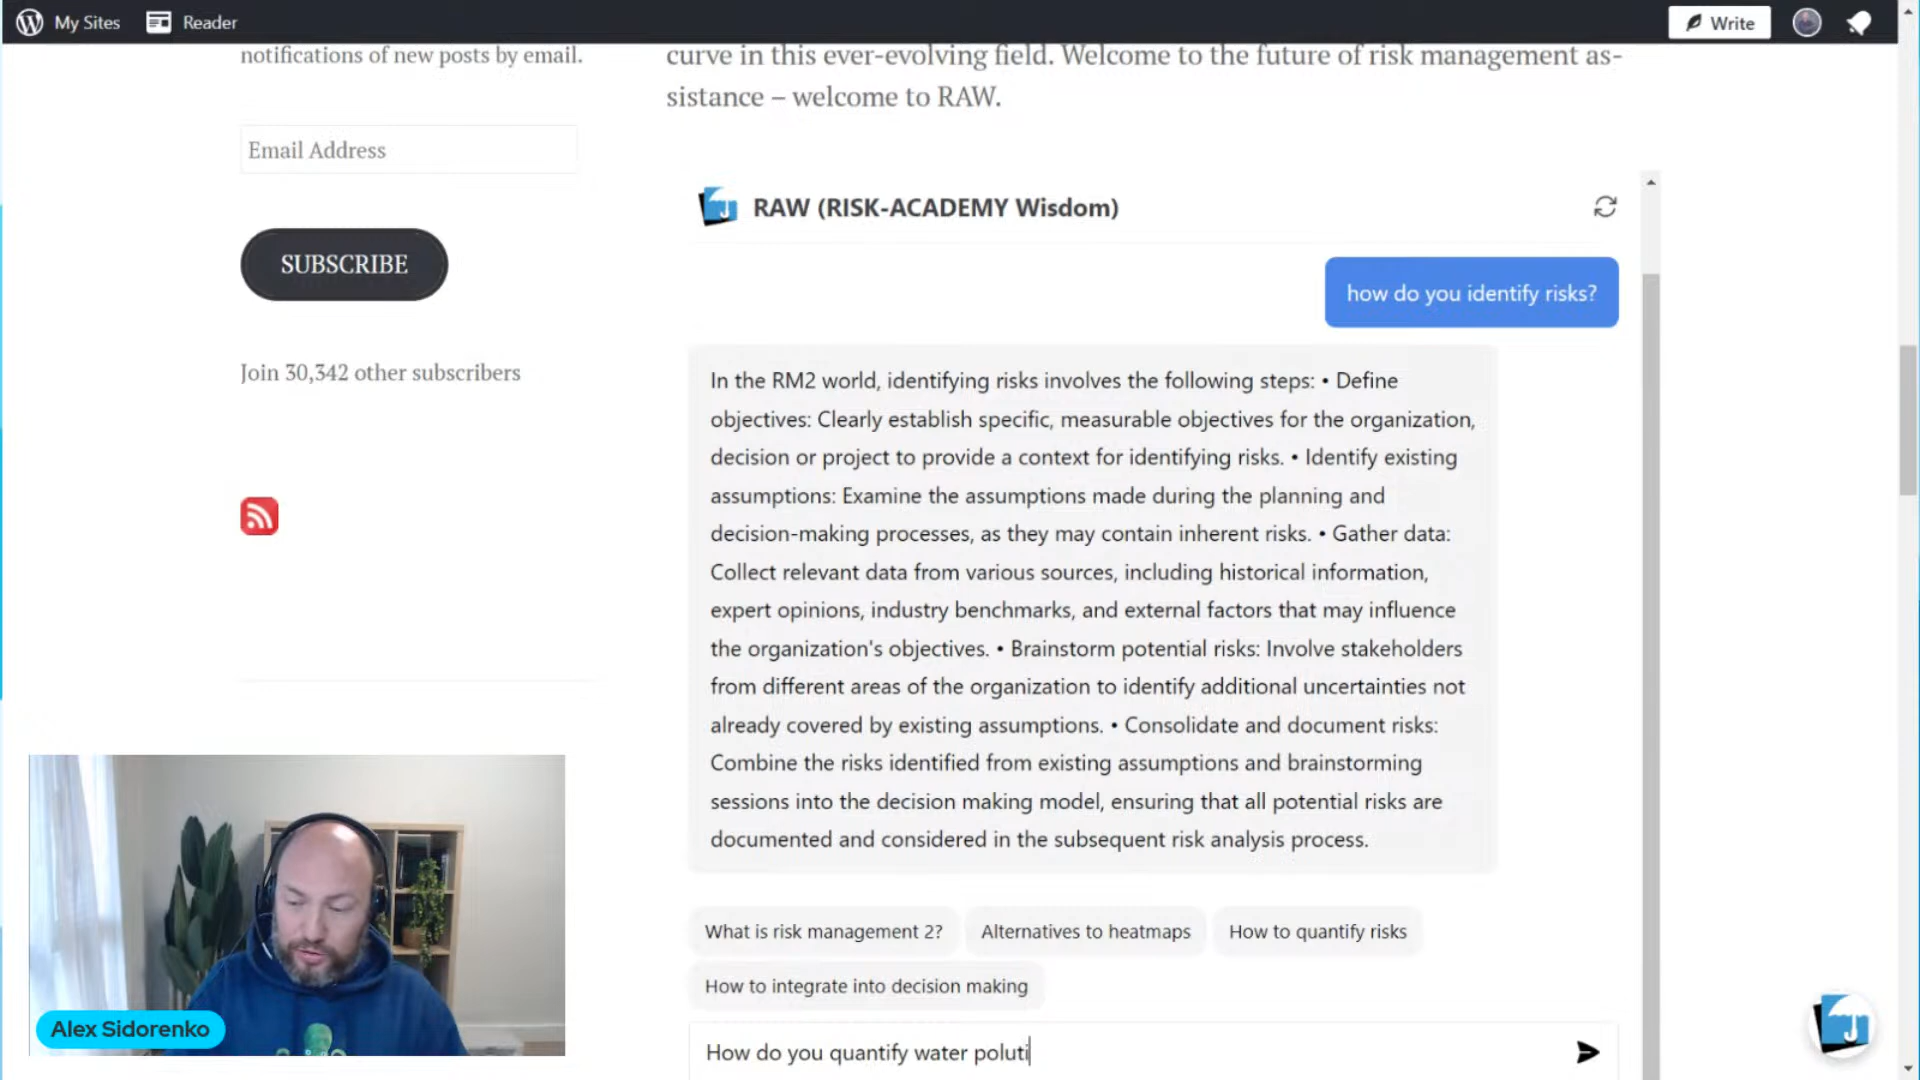 My Sites
Reader
Write
notifications of new posts by email.
Email Address
SUBSCRIBE
Join 30,342 other subscribers
curve in this ever-evolving field. Welcome to the future of risk management as-
sistance – welcome to RAW.
RAW (RISK-ACADEMY Wisdom)
how do you identify risks?
In the RM2 world, identifying risks involves the following steps: • Define
objectives: Clearly establish specific, measurable objectives for the organization,
decision or project to provide a context for identifying risks. • Identify existing
assumptions: Examine the assumptions made during the planning and
decision-making processes, as they may contain inherent risks. • Gather data:
Collect relevant data from various sources, including historical information,
expert opinions, industry benchmarks, and external factors that may influence
the organization's objectives. • Brainstorm potential risks: Involve stakeholders
from different areas of the organization to identify additional uncertainties not
already covered by existing assumptions. • Consolidate and document risks:
Combine the risks identified from existing assumptions and brainstorming
sessions into the decision making model, ensuring that all potential risks are
documented and considered in the subsequent risk analysis process.
What is risk management 2?
Alternatives to heatmaps
How to quantify risks
How to integrate into decision making
How do you quantify water poluti
Alex Sidorenko